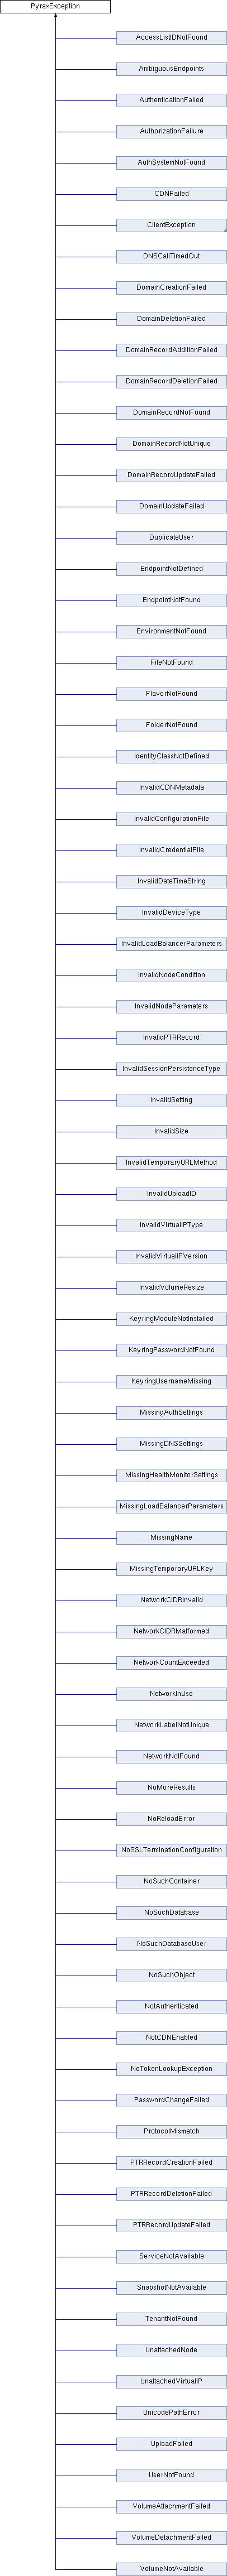 PyraxException
AccessListIDNotFound
AmbiguousEndpoints
AuthenticationFailed
AuthorizationFailure
AuthSystemNotFound
CDNFailed
ClientException
DNSCallTimedOut
DomainCreationFailed
DomainDeletionFailed
DomainRecordAdditionFailed
DomainRecordDeletionFailed
DomainRecordNotFound
DomainRecordNotUnique
DomainRecordUpdateFailed
DomainUpdateFailed
DuplicateUser
EndpointNotDefined
EndpointNotFound
EnvironmentNotFound
FileNotFound
FlavorNotFound
FolderNotFound
IdentityClassNotDefined
InvalidCDNMetadata
InvalidConfigurationFile
InvalidCredentialFile
InvalidDateTimeString
InvalidDeviceType
InvalidLoadBalancerParameters
InvalidNodeCondition
InvalidNodeParameters
InvalidPTRRecord
InvalidSessionPersistenceType
InvalidSetting
InvalidSize
InvalidTemporaryURLMethod
InvalidUploadID
InvalidVirtualIPType
InvalidVirtualIPVersion
InvalidVolumeResize
KeyringModuleNotInstalled
KeyringPasswordNotFound
KeyringUsernameMissing
MissingAuthSettings
MissingDNSSettings
MissingHealthMonitorSettings
MissingLoadBalancerParameters
MissingName
MissingTemporaryURLKey
NetworkCIDRInvalid
NetworkCIDRMalformed
NetworkCountExceeded
NetworkInUse
NetworkLabelNotUnique
NetworkNotFound
NoMoreResults
NoReloadError
NoSSLTerminationConfiguration
NoSuchContainer
NoSuchDatabase
NoSuchDatabaseUser
NoSuchObject
NotAuthenticated
NotCDNEnabled
NoTokenLookupException
PasswordChangeFailed
ProtocolMismatch
PTRRecordCreationFailed
PTRRecordDeletionFailed
PTRRecordUpdateFailed
ServiceNotAvailable
SnapshotNotAvailable
TenantNotFound
UnattachedNode
UnattachedVirtualIP
UnicodePathError
UploadFailed
UserNotFound
VolumeAttachmentFailed
VolumeDetachmentFailed
VolumeNotAvailable